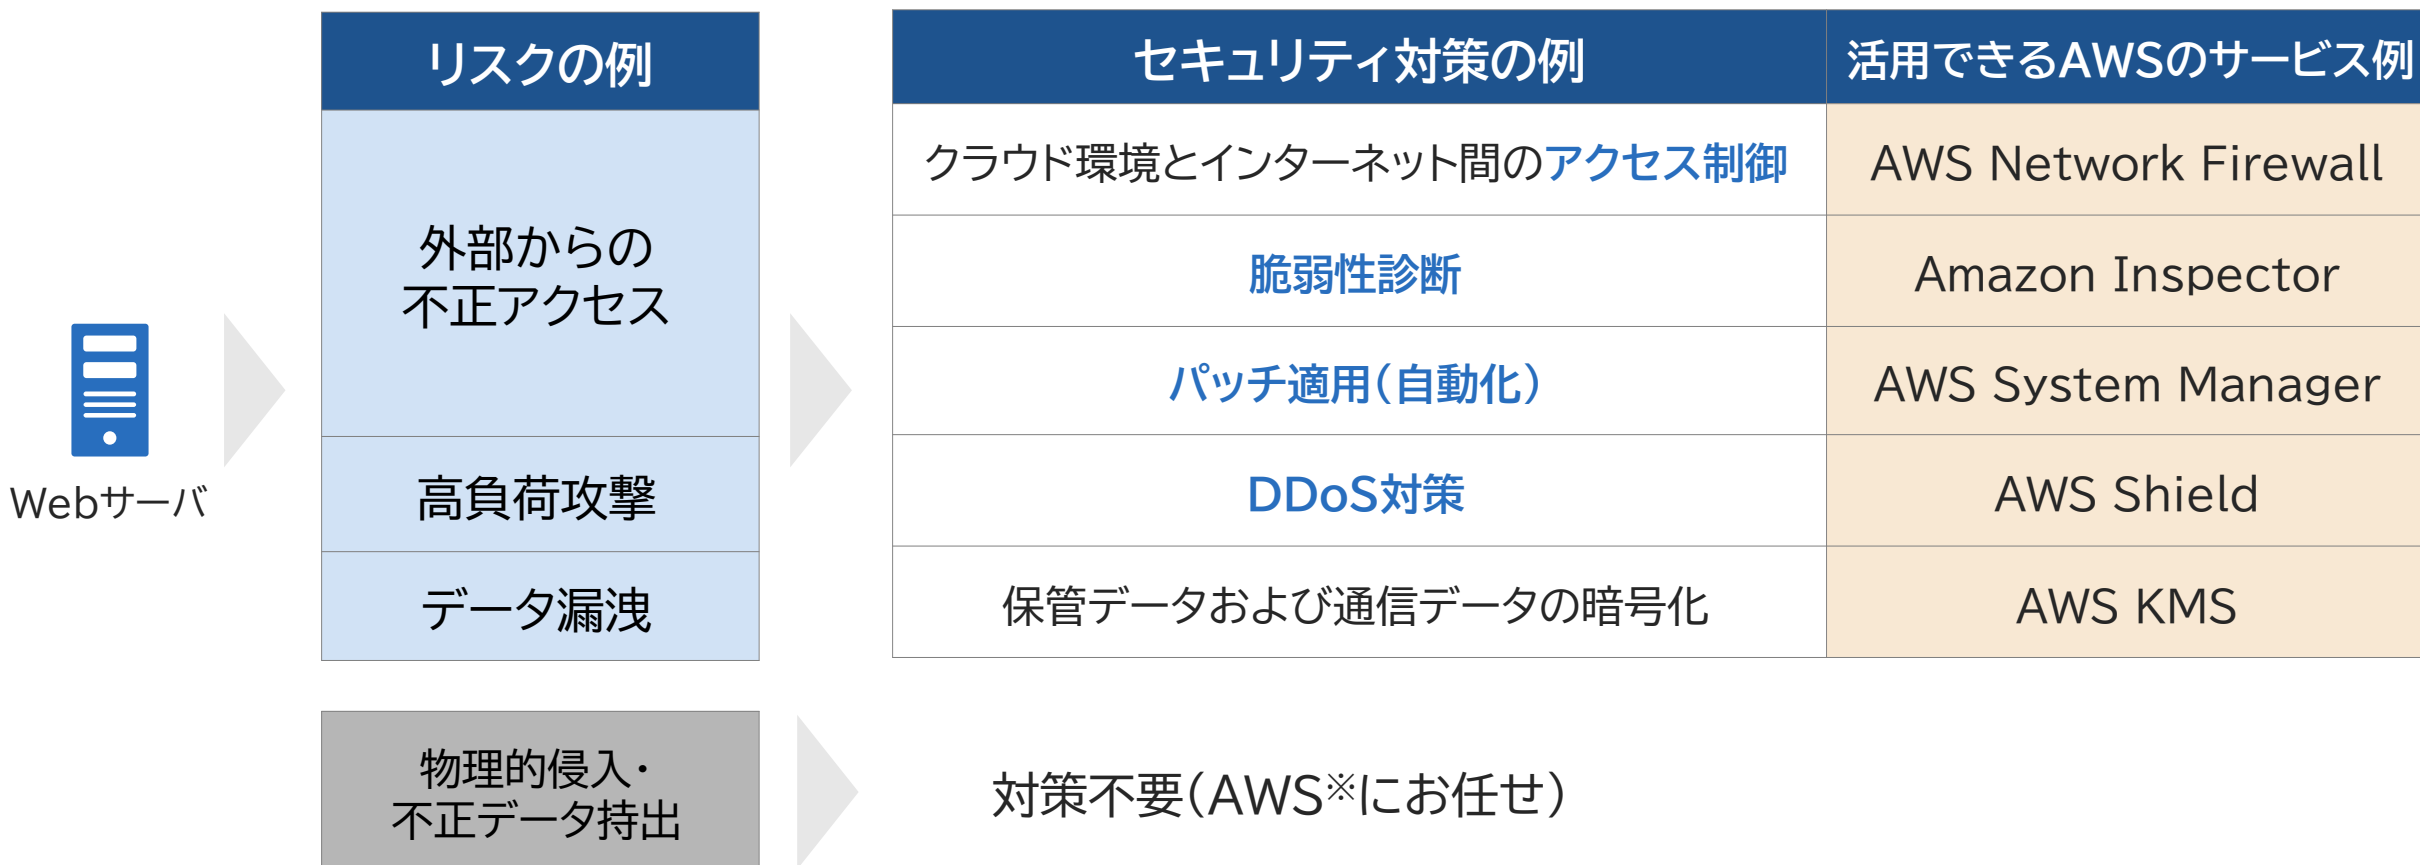 リスクの例
セキュリティ対策の例
活用できるAWSのサービス例
外部からの
不正アクセス
クラウド環境とインターネット間のアクセス制御
AWS Network Firewall
脆弱性診断
Amazon Inspector
パッチ適用(自動化)
AWS System Manager
Webサーバ
高負荷攻撃
DDoS対策
AWS Shield
データ漏洩
保管データおよび通信データの暗号化
AWS KMS
物理的侵入・
不正データ持出
対策不要(AWS※にお任せ)